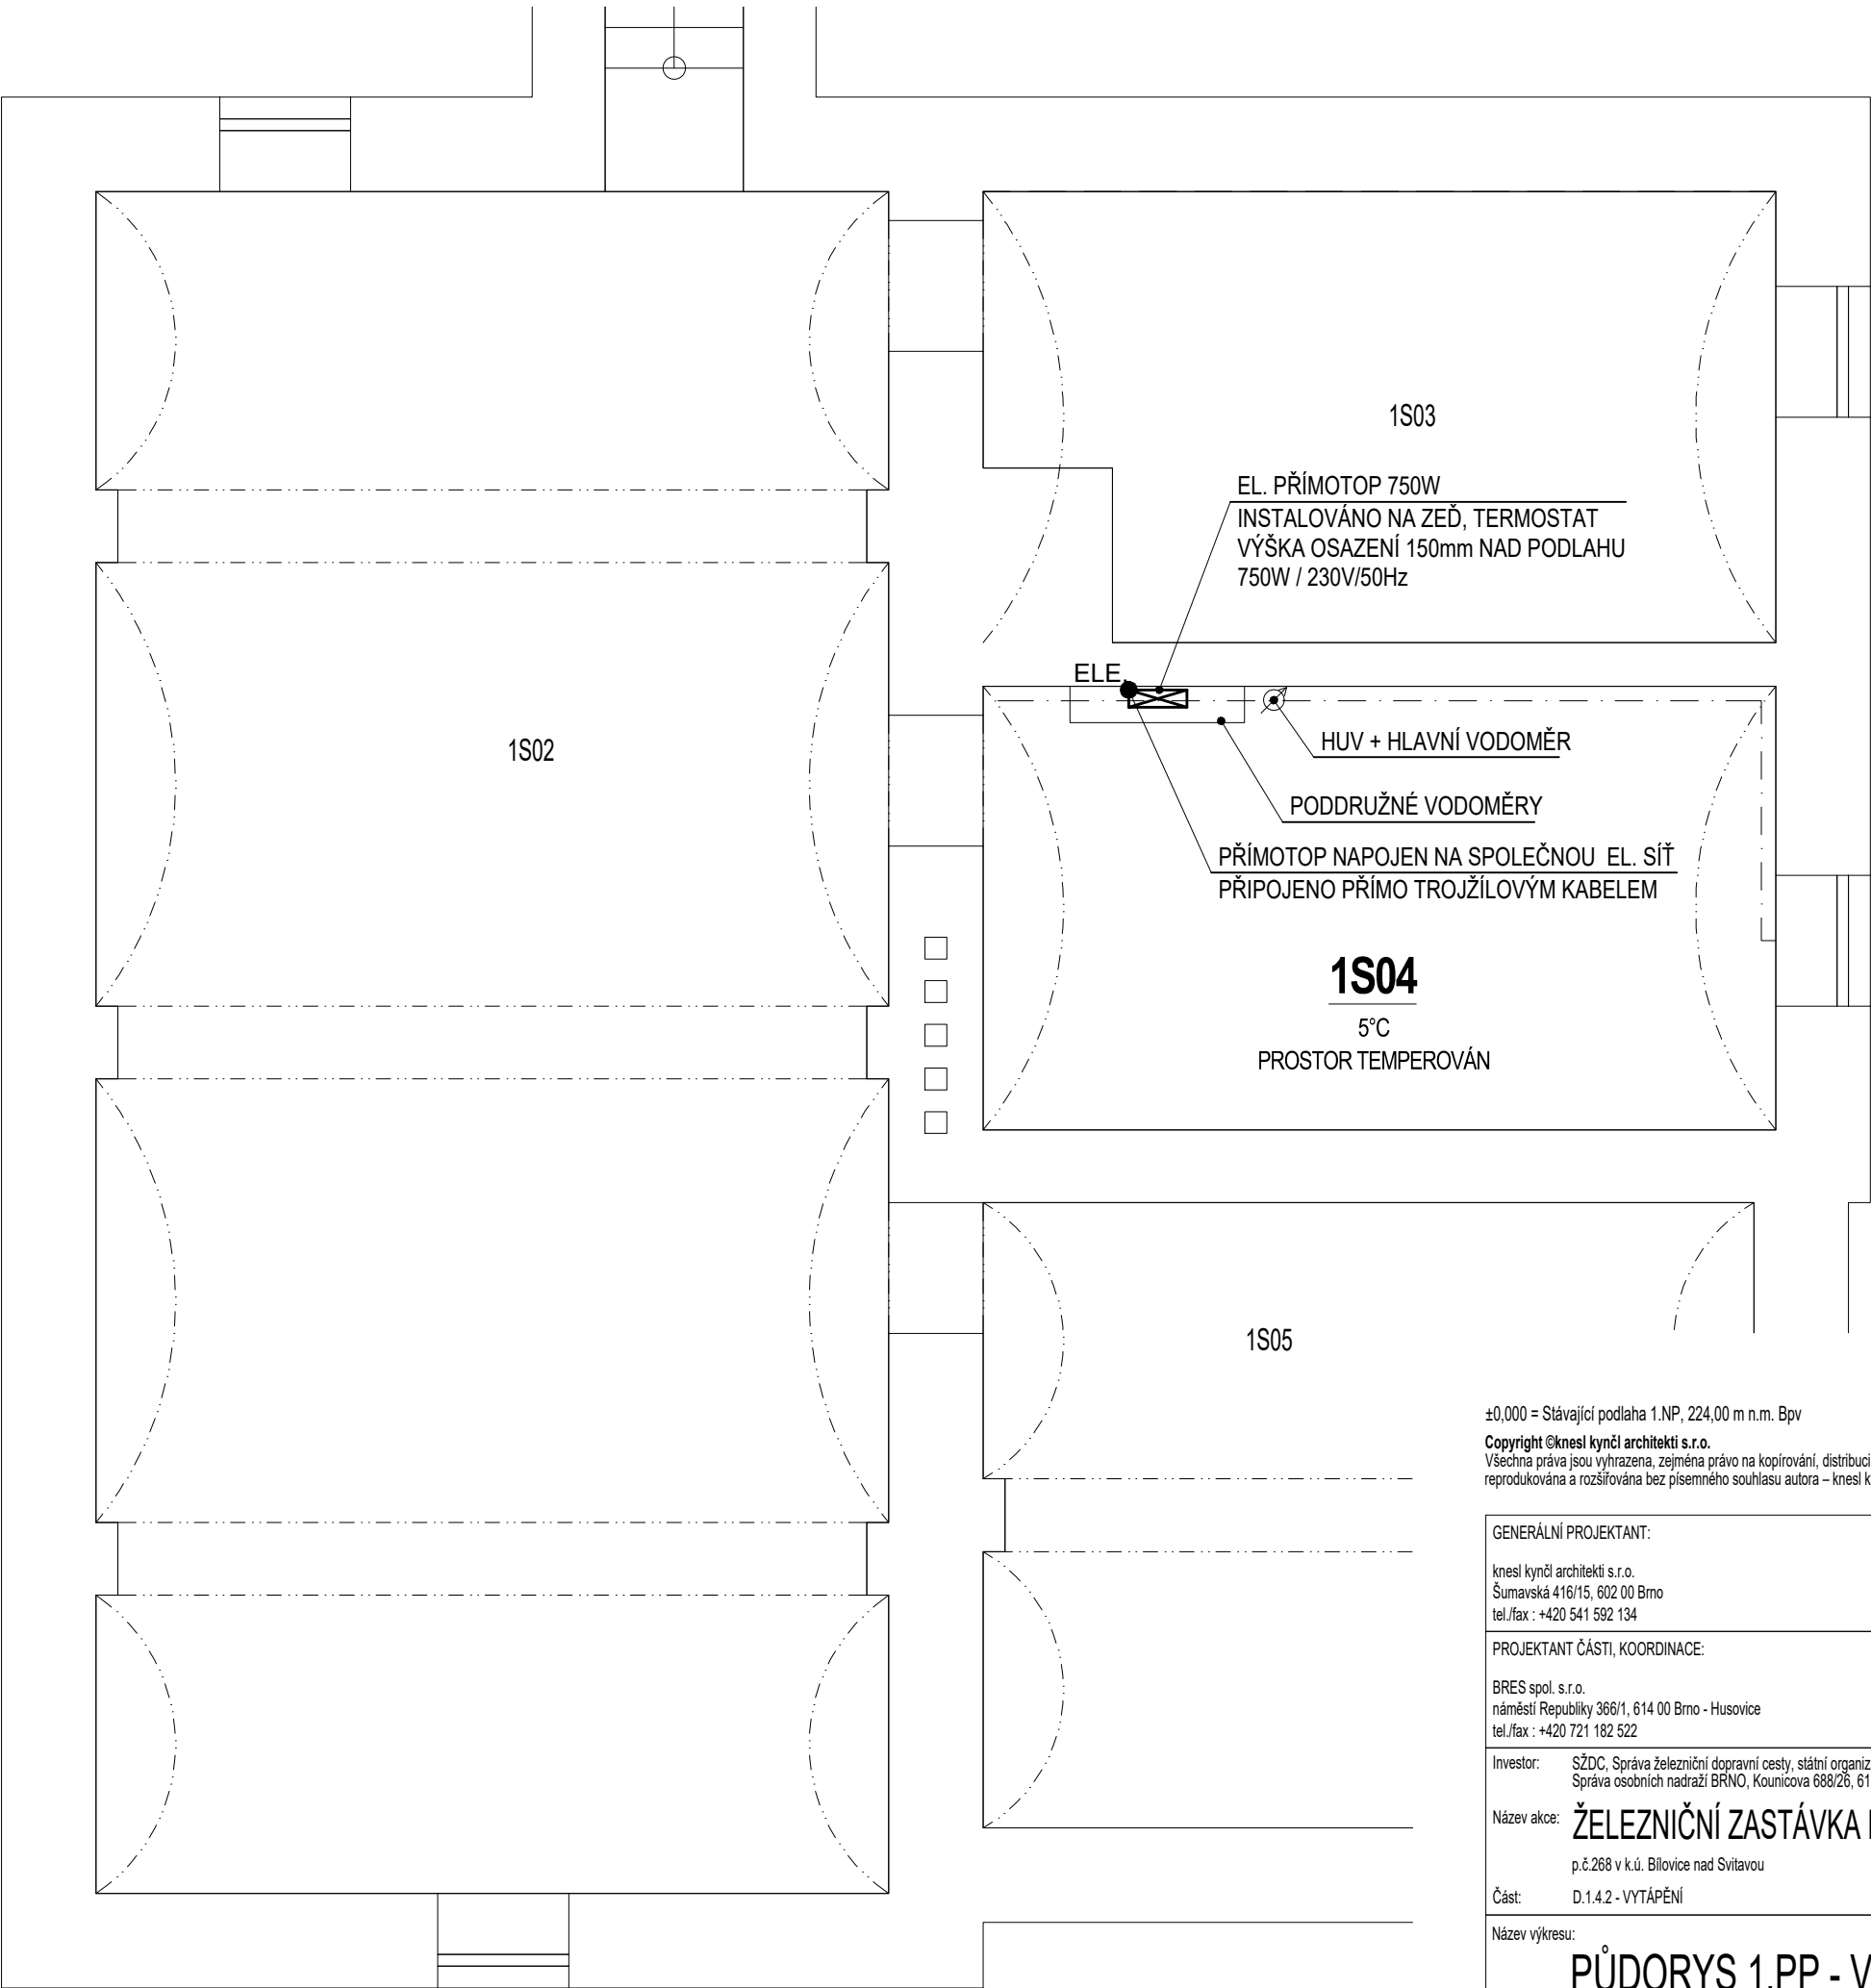 1S03
EL. PŘÍMOTOP 750W
INSTALOVÁNO NA ZEĎ, TERMOSTAT
VÝŠKA OSAZENÍ 150mm NAD PODLAHU
750W / 230V/50Hz
ELE.
HUV + HLAVNÍ VODOMĚR
1S02
PODDRUŽNÉ VODOMĚRY
PŘÍMOTOP NAPOJEN NA SPOLEČNOU EL. SÍŤ
PŘIPOJENO PŘÍMO TROJŽÍLOVÝM KABELEM
1S04
5°C
PROSTOR TEMPEROVÁN
1S05
±0,000 = Stávající podlaha 1.NP, 224,00 m n.m. Bpv
Copyright ©knesl kynčl architekti s.r.o.
Všechna práva jsou vyhrazena, zejména právo na kopírování, distribuci
reprodukována a rozšiřována bez písemného souhlasu autora – knesl k
GENERÁLNÍ PROJEKTANT:
knesl kynčl architekti s.r.o.
Šumavská 416/15, 602 00 Brno
tel./fax : +420 541 592 134
PROJEKTANT ČÁSTI, KOORDINACE:
BRES spol. s.r.o.
náměstí Republiky 366/1, 614 00 Brno - Husovice
tel./fax : +420 721 182 522
Investor: SŽDC, Správa železniční dopravní cesty, státní organiz
Správa osobních nadraží BRNO, Kounicova 688/26, 61
Název akce: ŽELEZNIČNÍ ZASTÁVKA
p.č.268 v k.ú. Bílovice nad Svitavou
Část: D.1.4.2 - VYTÁPĚNÍ
Název výkresu:
PŮDORYS 1.PP - V